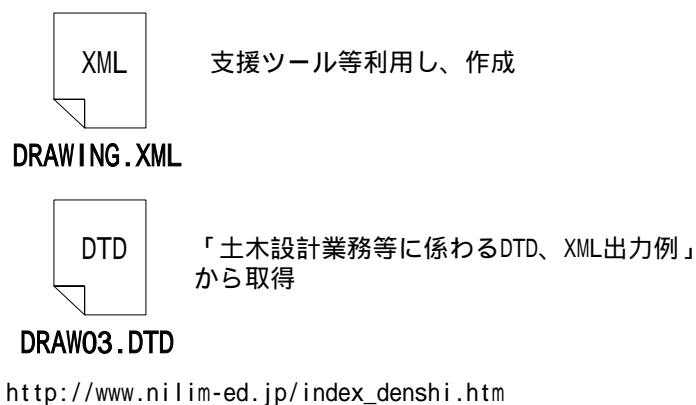 XML
支援ツール等利用し、作成
DRAWING.XML
DTD
「土木設計業務等に係わるDTD、XML出力例」
から取得
DRAW03.DTD
http://www.nilim-ed.jp/index_denshi.htm